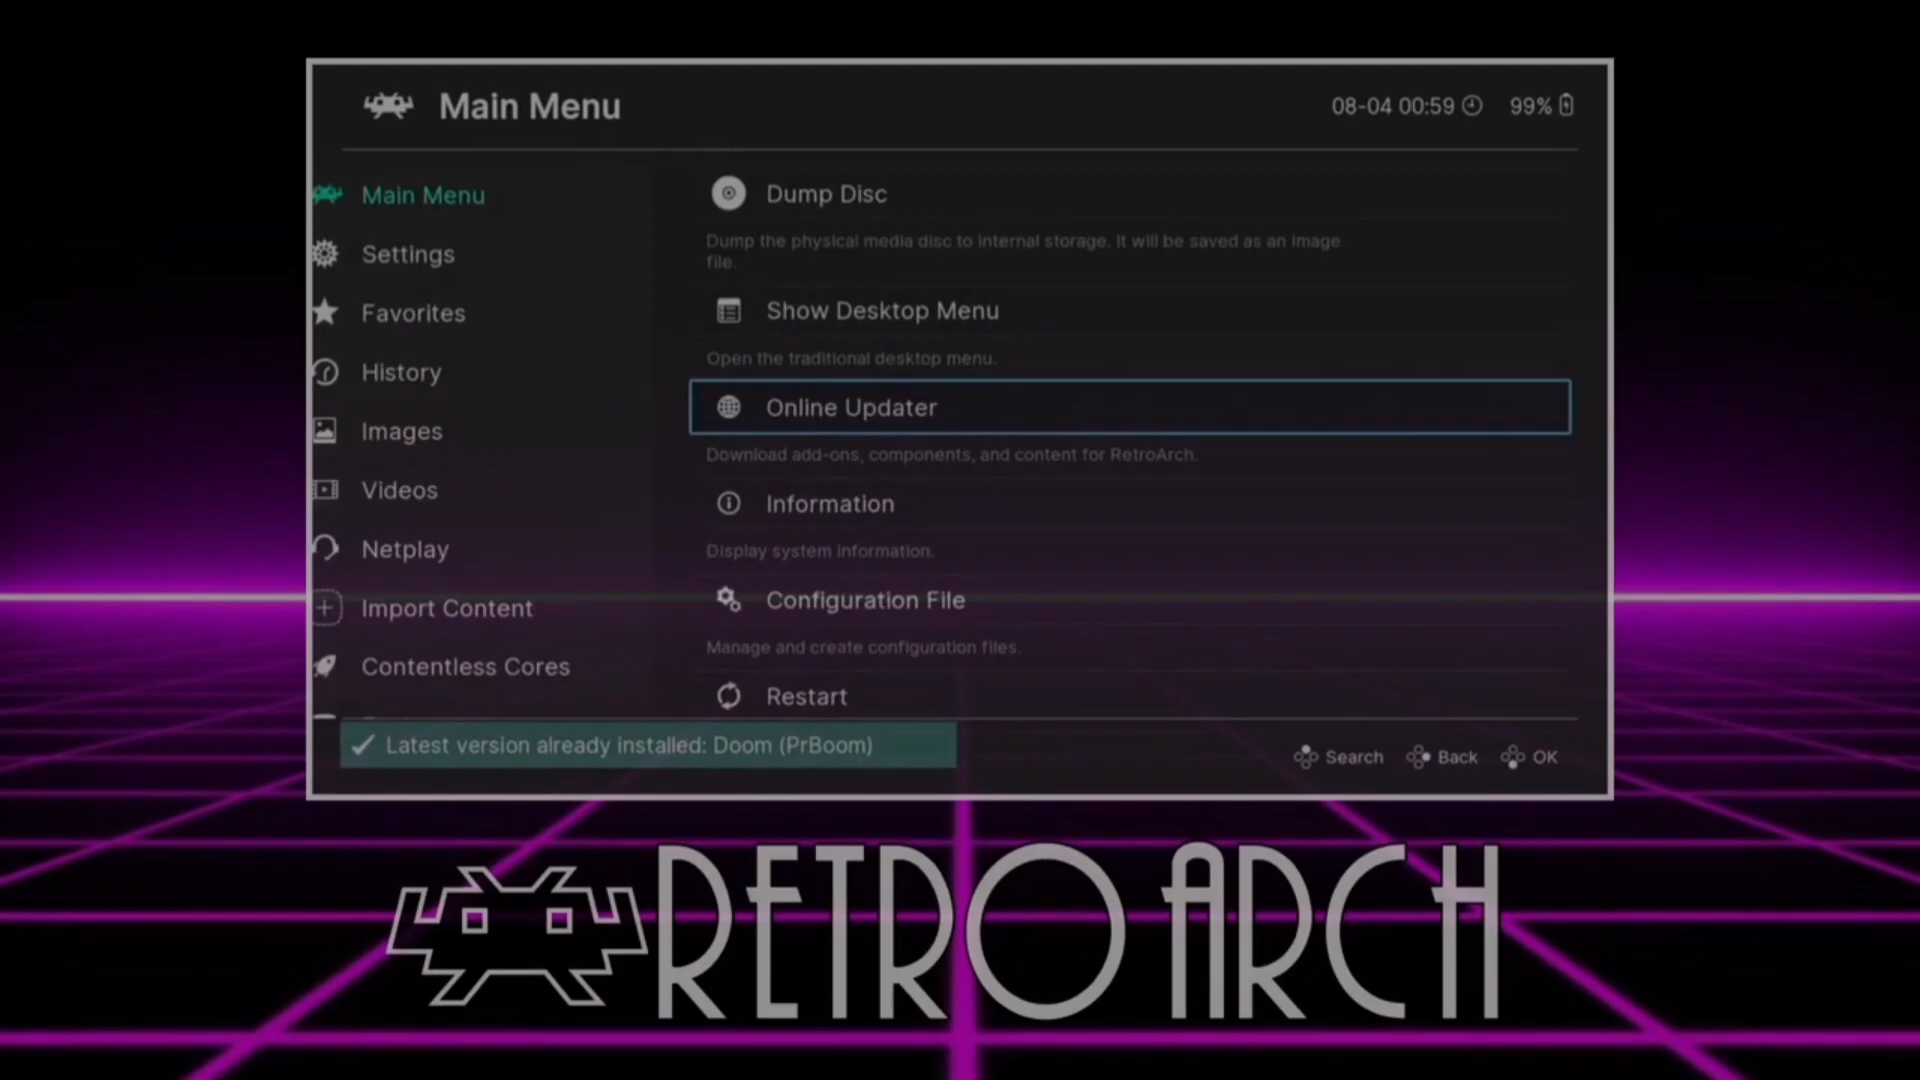 Main Menu
08-04 00:59
99%
Main Menu
Settings
Favorites
History
Images
Videos
Netplay
Import Content
Contentless Cores
Dump Disc
Dump the physical media disc to internal storage. It will be saved as an image
file.
Show Desktop Menu
Open the traditional desktop menu.
Online Updater
Download add-ons, components, and content for RetroArch.
Information
Display system information.
Configuration File
Manage and create configuration files.
Restart
Latest version already installed: Doom (PrBoom)
Search
Back
OK
RETROARCH